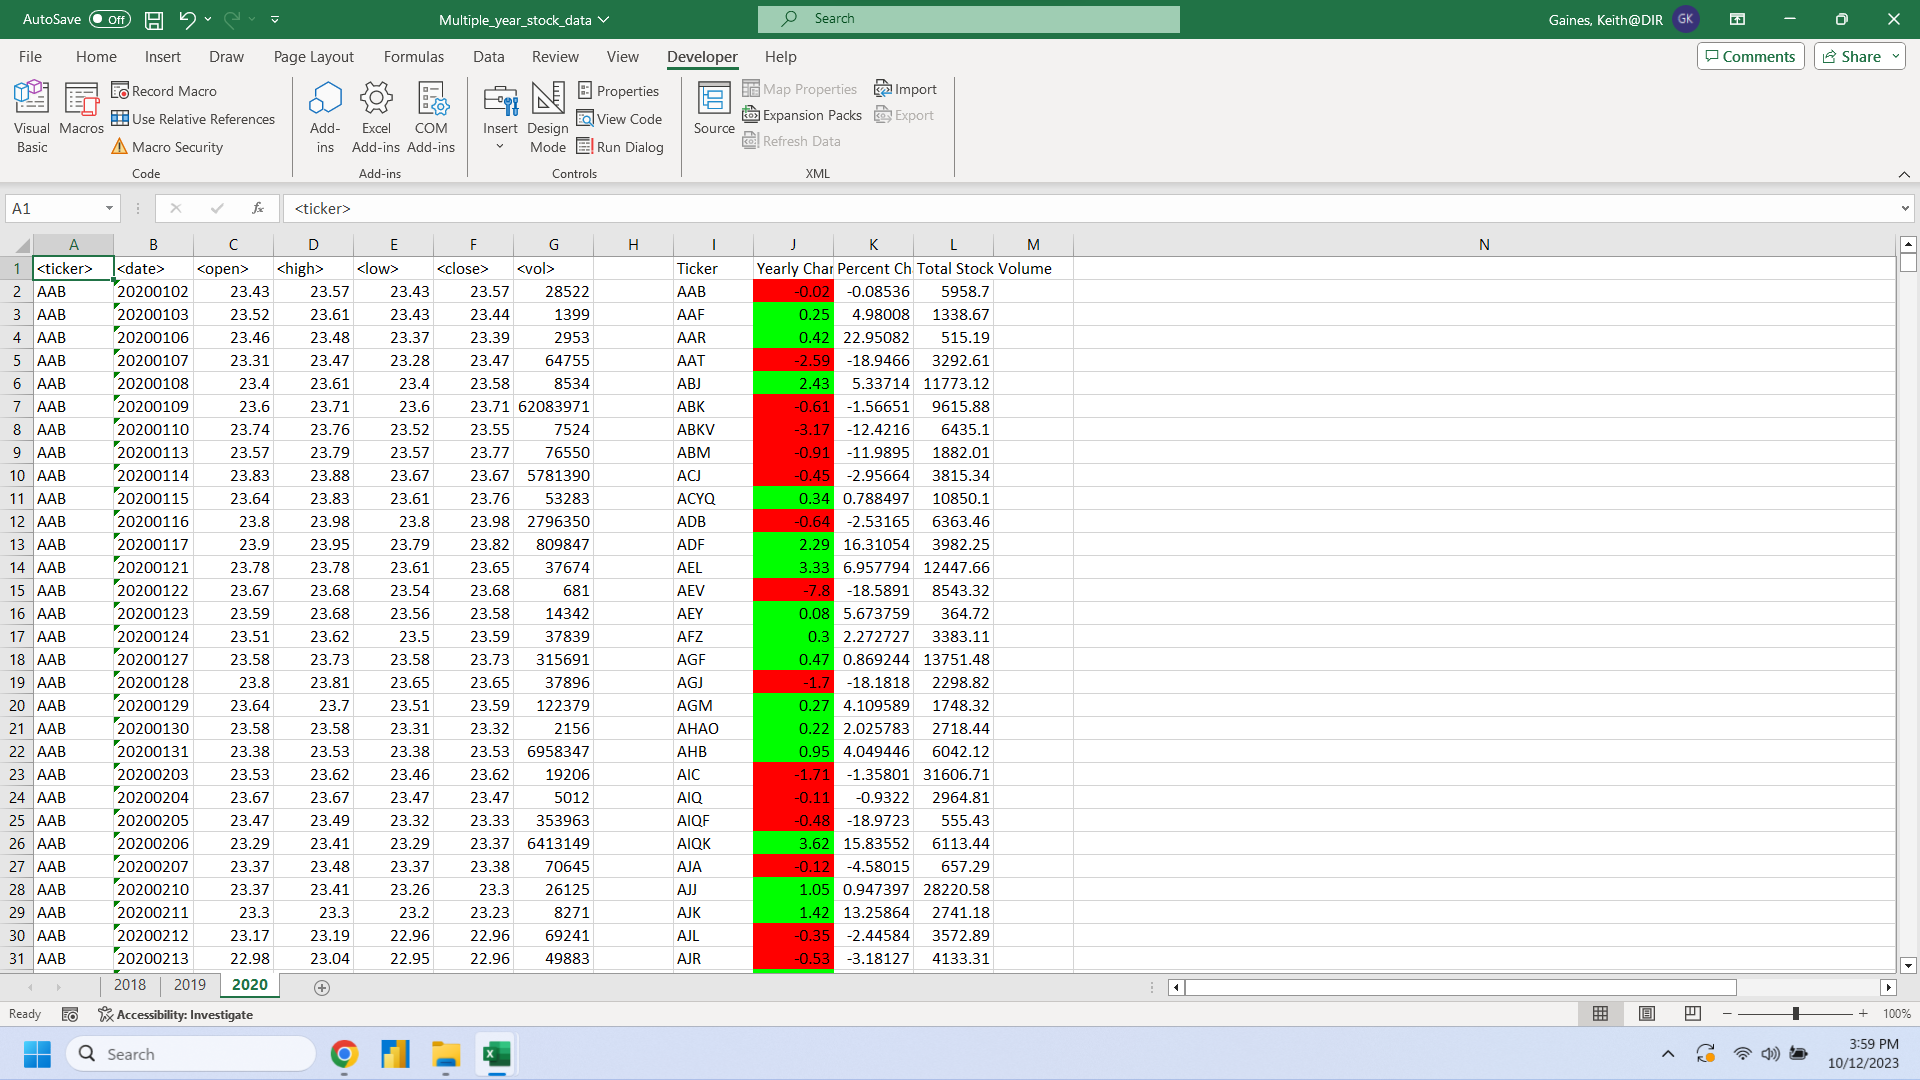 AutoSave Off Multiple_year_stock_data Search Gaines, Keith@DIR GK
File Home Insert Draw Page Layout Formulas Data Review View Developer Help Comments Share
Visual Basic Macros Record Macro
Use Relative References
Macro Security
Code
Add-ins Excel Add-ins COM Add-ins
Add-ins
Insert Design Mode Properties
View Code
Run Dialog
Controls
Source Map Properties
Expansion Packs
Refresh Data
Import
Export
XML
A1 fx <ticker>
A B C D E F G H I J K L M N
1 <ticker> <date> <open> <high> <low> <close> <vol> Ticker Yearly Char Percent Ch Total Stock Volume
2 AAB 20200102 23.43 23.57 23.43 23.57 28522 AAB -0.02 -0.08536 5958.7
3 AAB 20200103 23.52 23.61 23.43 23.44 1399 AAF 0.25 4.98008 1338.67
4 AAB 20200106 23.46 23.48 23.37 23.39 2953 AAR 0.42 22.95082 515.19
5 AAB 20200107 23.31 23.47 23.28 23.47 64755 AAT -2.59 -18.9466 3292.61
6 AAB 20200108 23.4 23.61 23.4 23.58 8534 ABJ 2.43 5.33714 11773.12
7 AAB 20200109 23.6 23.71 23.6 23.71 62083971 ABK -0.61 -1.56651 9615.88
8 AAB 20200110 23.74 23.76 23.52 23.55 7524 ABKV -3.17 -12.4216 6435.1
9 AAB 20200113 23.57 23.79 23.57 23.77 76550 ABM -0.91 -11.9895 1882.01
10 AAB 20200114 23.83 23.88 23.67 23.67 5781390 ACJ -0.45 -2.95664 3815.34
11 AAB 20200115 23.64 23.83 23.61 23.76 53283 ACYQ 0.34 0.788497 10850.1
12 AAB 20200116 23.8 23.98 23.8 23.98 2796350 ADB -0.64 -2.53165 6363.46
13 AAB 20200117 23.9 23.95 23.79 23.82 809847 ADF 2.29 16.31054 3982.25
14 AAB 20200121 23.78 23.78 23.61 23.65 37674 AEL 3.33 6.957794 12447.66
15 AAB 20200122 23.67 23.68 23.54 23.68 681 AEV -7.8 -18.5891 8543.32
16 AAB 20200123 23.59 23.68 23.56 23.58 14342 AEY 0.08 5.673759 364.72
17 AAB 20200124 23.51 23.62 23.5 23.59 37839 AFZ 0.3 2.272727 3383.11
18 AAB 20200127 23.58 23.73 23.58 23.73 315691 AGF 0.47 0.869244 13751.48
19 AAB 20200128 23.8 23.81 23.65 23.65 37896 AGJ -1.7 -18.1818 2298.82
20 AAB 20200129 23.64 23.7 23.51 23.59 122379 AGM 0.27 4.109589 1748.32
21 AAB 20200130 23.58 23.58 23.31 23.32 2156 AHAO 0.22 2.025783 2718.44
22 AAB 20200131 23.38 23.53 23.38 23.53 6958347 AHB 0.95 4.049446 6042.12
23 AAB 20200203 23.53 23.62 23.46 23.62 19206 AIC -1.71 -1.35801 31606.71
24 AAB 20200204 23.67 23.67 23.47 23.47 5012 AIQ -0.11 -0.9322 2964.81
25 AAB 20200205 23.47 23.49 23.32 23.33 353963 AIQF -0.48 -18.9723 555.43
26 AAB 20200206 23.29 23.41 23.29 23.37 6413149 AIQK 3.62 15.83552 6113.44
27 AAB 20200207 23.37 23.48 23.37 23.38 70645 AJA -0.12 -4.58015 657.29
28 AAB 20200210 23.37 23.41 23.26 23.3 26125 AJJ 1.05 0.947397 28220.58
29 AAB 20200211 23.3 23.3 23.2 23.23 8271 AJK 1.42 13.25864 2741.18
30 AAB 20200212 23.17 23.19 22.96 22.96 69241 AJL -0.35 -2.44584 3572.89
31 AAB 20200213 22.98 23.04 22.95 22.96 49883 AJR -0.53 -3.18127 4133.31
2018 2019 2020
Ready Accessibility: Investigate 100%
Search 3:59 PM
10/12/2023